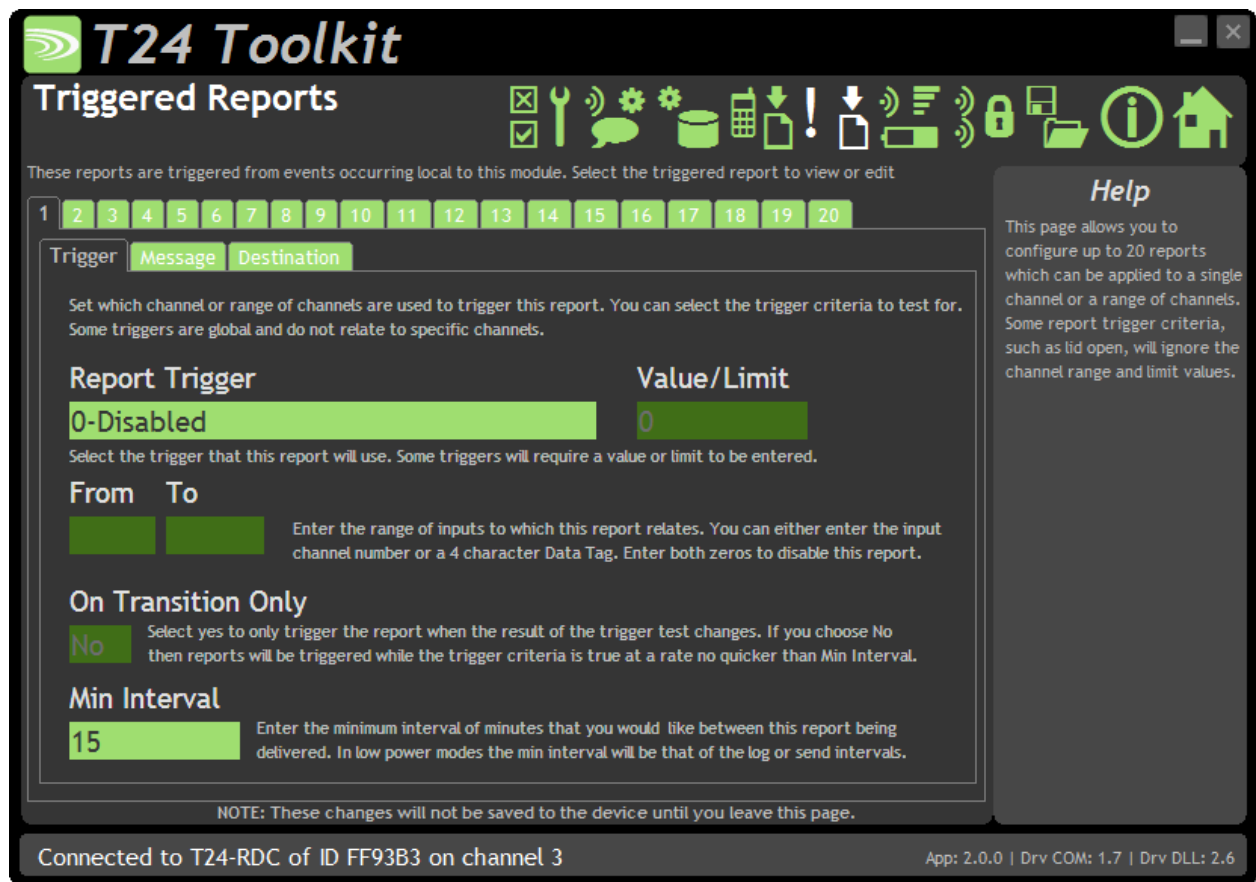 T24 Toolkit
Triggered Reports
These reports are triggered from events occurring local to this module. Select the triggered report to view or edit
1 2 3 4 5 6 7 8 9 10 11 12 13 14 15 16 17 18 19 20
Trigger Message Destination
Set which channel or range of channels are used to trigger this report. You can select the trigger criteria to test for.
Some triggers are global and do not relate to specific channels.
Report Trigger Value/Limit
0-Disabled 0
Select the trigger that this report will use. Some triggers will require a value or limit to be entered.
From To
Enter the range of inputs to which this report relates. You can either enter the input
channel number or a 4 character Data Tag. Enter both zeros to disable this report.
On Transition Only
No
Select yes to only trigger the report when the result of the trigger test changes. If you choose No
then reports will be triggered while the trigger criteria is true at a rate no quicker than Min Interval.
Min Interval
15
Enter the minimum interval of minutes that you would like between this report being
delivered. In low power modes the min interval will be that of the log or send intervals.
NOTE: These changes will not be saved to the device until you leave this page.
Help
This page allows you to
configure up to 20 reports
which can be applied to a single
channel or a range of channels.
Some report trigger criteria,
such as lid open, will ignore the
channel range and limit values.
Connected to T24-RDC of ID FF93B3 on channel 3
App: 2.0.0 | Drv COM: 1.7 | Drv DLL: 2.6